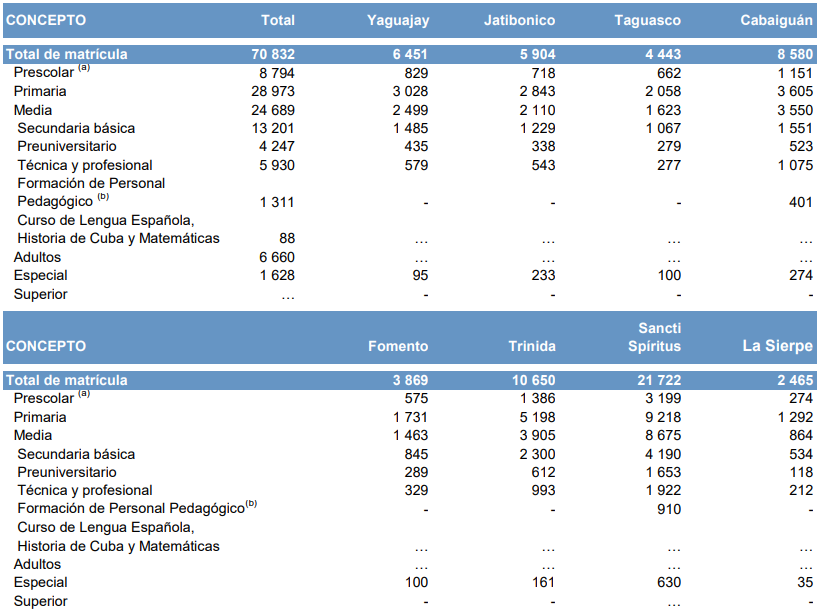 CONCEPTO Total Yaguajay Jatibonico Taguasco Cabaiguán
Total de matrícula 70 832 6 451 5 904 4 443 8 580
Prescolar (a) 8 794 829 718 662 1 151
Primaria 28 973 3 028 2 843 2 058 3 605
Media 24 689 2 499 2 110 1 623 3 550
Secundaria básica 13 201 1 485 1 229 1 067 1 551
Preuniversitario 4 247 435 338 279 523
Técnica y profesional 5 930 579 543 277 1 075
Formación de Personal
Pedagógico (b) 1 311 - - - 401
Curso de Lengua Española,
Historia de Cuba y Matemáticas 88 … … … …
Adultos 6 660 … … … …
Especial 1 628 95 233 100 274
Superior … - - - -
Sancti
CONCEPTO Fomento Trinida Spíritus La Sierpe
Total de matrícula 3 869 10 650 21 722 2 465
Prescolar (a) 575 1 386 3 199 274
Primaria 1 731 5 198 9 218 1 292
Media 1 463 3 905 8 675 864
Secundaria básica 845 2 300 4 190 534
Preuniversitario 289 612 1 653 118
Técnica y profesional 329 993 1 922 212
Formación de Personal Pedagógico(b) - - 910 -
Curso de Lengua Española,
Historia de Cuba y Matemáticas … … … …
Adultos … … … …
Especial 100 161 630 35
Superior - - … -